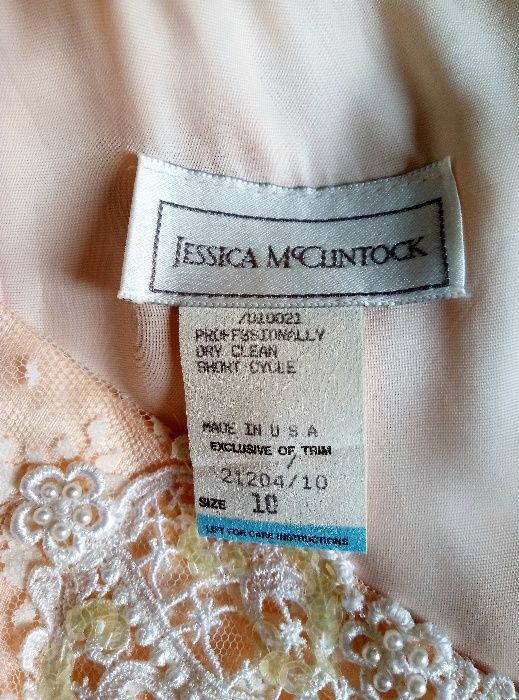 JESSICA MCCLINTOCK
/010021
PROFFYSIONALLY
DRY CLEAN
SHORT CYCLE
MADE IN U S A
EXCLUSIVE OF TRIM
21204/10
SIZE 10
LIFT FOR CARE INSTRUCTIONS